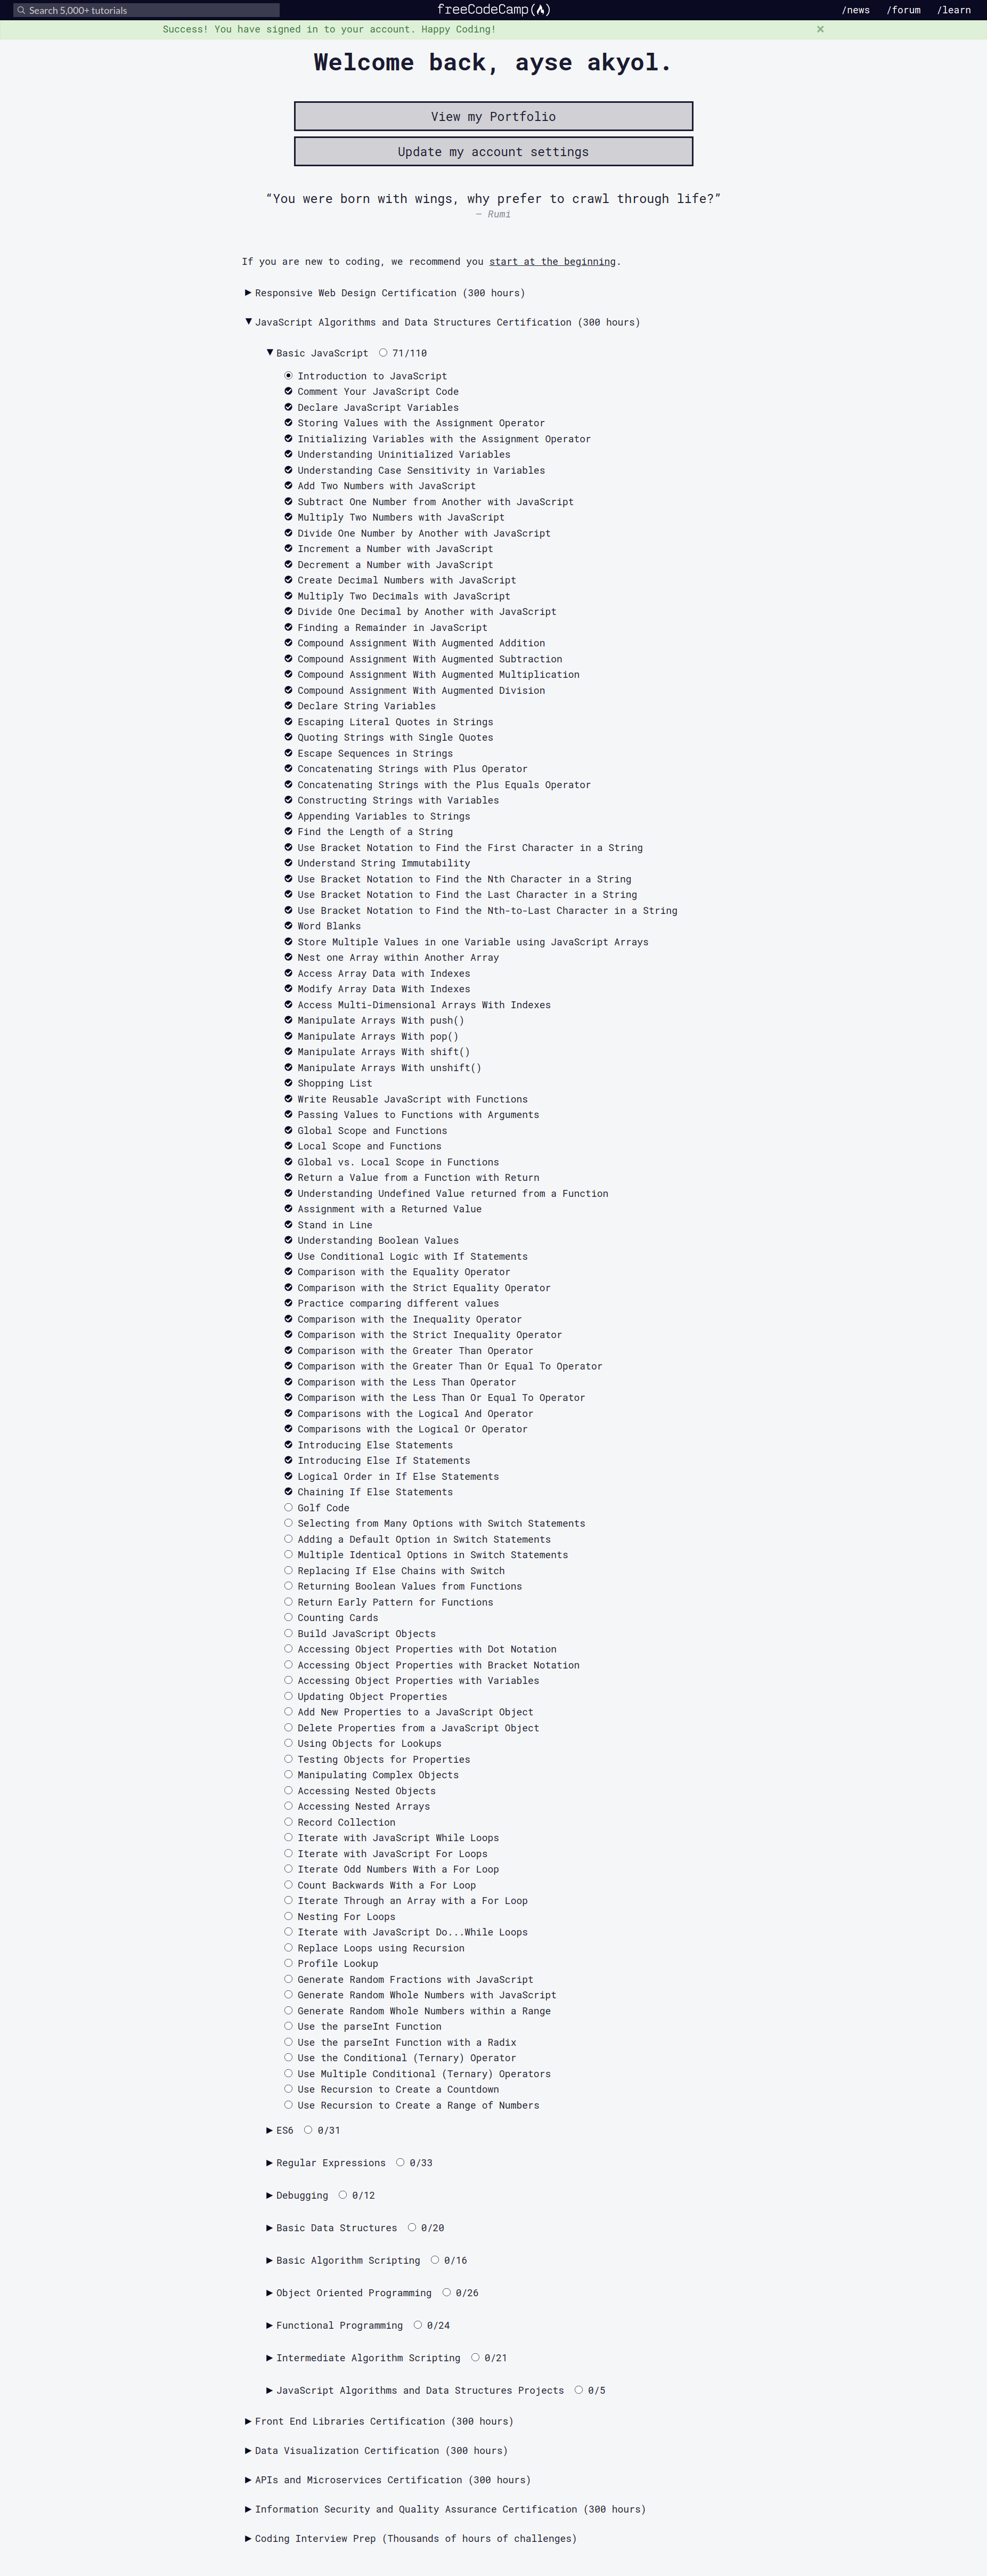 Search 5,000+ tutorials
freeCodeCamp
/news /forum /learn
Success! You have signed in to your account. Happy Coding!
×
Welcome back, ayse akyol.
View my Portfolio
Update my account settings
“You were born with wings, why prefer to crawl through life?”
— Rumi
If you are new to coding, we recommend you start at the beginning.
Responsive Web Design Certification (300 hours)
JavaScript Algorithms and Data Structures Certification (300 hours)
Basic JavaScript 71/110
Introduction to JavaScript
Comment Your JavaScript Code
Declare JavaScript Variables
Storing Values with the Assignment Operator
Initializing Variables with the Assignment Operator
Understanding Uninitialized Variables
Understanding Case Sensitivity in Variables
Add Two Numbers with JavaScript
Subtract One Number from Another with JavaScript
Multiply Two Numbers with JavaScript
Divide One Number by Another with JavaScript
Increment a Number with JavaScript
Decrement a Number with JavaScript
Create Decimal Numbers with JavaScript
Multiply Two Decimals with JavaScript
Divide One Decimal by Another with JavaScript
Finding a Remainder in JavaScript
Compound Assignment With Augmented Addition
Compound Assignment With Augmented Subtraction
Compound Assignment With Augmented Multiplication
Compound Assignment With Augmented Division
Declare String Variables
Escaping Literal Quotes in Strings
Quoting Strings with Single Quotes
Escape Sequences in Strings
Concatenating Strings with Plus Operator
Concatenating Strings with the Plus Equals Operator
Constructing Strings with Variables
Appending Variables to Strings
Find the Length of a String
Use Bracket Notation to Find the First Character in a String
Understand String Immutability
Use Bracket Notation to Find the Nth Character in a String
Use Bracket Notation to Find the Last Character in a String
Use Bracket Notation to Find the Nth-to-Last Character in a String
Word Blanks
Store Multiple Values in one Variable using JavaScript Arrays
Nest one Array within Another Array
Access Array Data with Indexes
Modify Array Data With Indexes
Access Multi-Dimensional Arrays With Indexes
Manipulate Arrays With push()
Manipulate Arrays With pop()
Manipulate Arrays With shift()
Manipulate Arrays With unshift()
Shopping List
Write Reusable JavaScript with Functions
Passing Values to Functions with Arguments
Global Scope and Functions
Local Scope and Functions
Global vs. Local Scope in Functions
Return a Value from a Function with Return
Understanding Undefined Value returned from a Function
Assignment with a Returned Value
Stand in Line
Understanding Boolean Values
Use Conditional Logic with If Statements
Comparison with the Equality Operator
Comparison with the Strict Equality Operator
Practice comparing different values
Comparison with the Inequality Operator
Comparison with the Strict Inequality Operator
Comparison with the Greater Than Operator
Comparison with the Greater Than Or Equal To Operator
Comparison with the Less Than Operator
Comparison with the Less Than Or Equal To Operator
Comparisons with the Logical And Operator
Comparisons with the Logical Or Operator
Introducing Else Statements
Introducing Else If Statements
Logical Order in If Else Statements
Chaining If Else Statements
Golf Code
Selecting from Many Options with Switch Statements
Adding a Default Option in Switch Statements
Multiple Identical Options in Switch Statements
Replacing If Else Chains with Switch
Returning Boolean Values from Functions
Return Early Pattern for Functions
Counting Cards
Build JavaScript Objects
Accessing Object Properties with Dot Notation
Accessing Object Properties with Bracket Notation
Accessing Object Properties with Variables
Updating Object Properties
Add New Properties to a JavaScript Object
Delete Properties from a JavaScript Object
Using Objects for Lookups
Testing Objects for Properties
Manipulating Complex Objects
Accessing Nested Objects
Accessing Nested Arrays
Record Collection
Iterate with JavaScript While Loops
Iterate with JavaScript For Loops
Iterate Odd Numbers With a For Loop
Count Backwards With a For Loop
Iterate Through an Array with a For Loop
Nesting For Loops
Iterate with JavaScript Do...While Loops
Replace Loops using Recursion
Profile Lookup
Generate Random Fractions with JavaScript
Generate Random Whole Numbers with JavaScript
Generate Random Whole Numbers within a Range
Use the parseInt Function
Use the parseInt Function with a Radix
Use the Conditional (Ternary) Operator
Use Multiple Conditional (Ternary) Operators
Use Recursion to Create a Countdown
Use Recursion to Create a Range of Numbers
ES6 0/31
Regular Expressions 0/33
Debugging 0/12
Basic Data Structures 0/20
Basic Algorithm Scripting 0/16
Object Oriented Programming 0/26
Functional Programming 0/24
Intermediate Algorithm Scripting 0/21
JavaScript Algorithms and Data Structures Projects 0/5
Front End Libraries Certification (300 hours)
Data Visualization Certification (300 hours)
APIs and Microservices Certification (300 hours)
Information Security and Quality Assurance Certification (300 hours)
Coding Interview Prep (Thousands of hours of challenges)